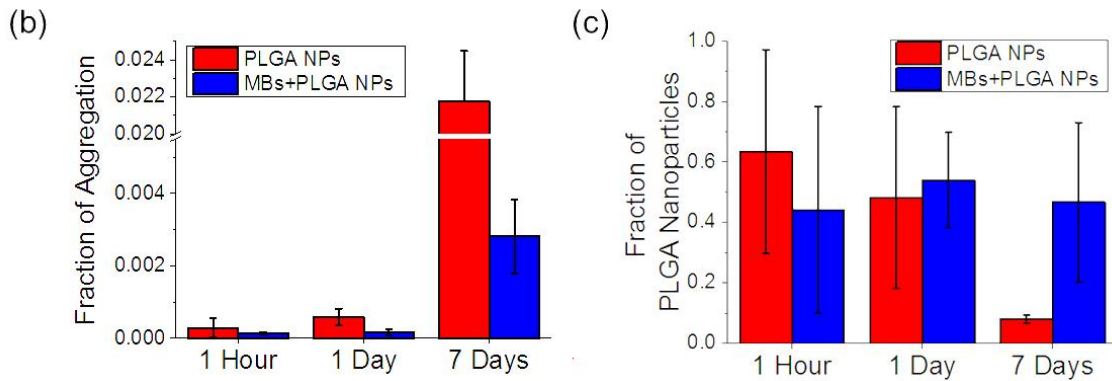 (b)
Fraction of Aggregation
0.024
0.022
0.020
0.004
0.002
0.000
PLGA NPs
MBs+PLGA NPs
1 Hour
1 Day
7 Days
(c)
Fraction of
PLGA Nanoparticles
1.0
0.8
0.6
0.4
0.2
0.0
PLGA NPs
MBs+PLGA NPs
1 Hour
1 Day
7 Days